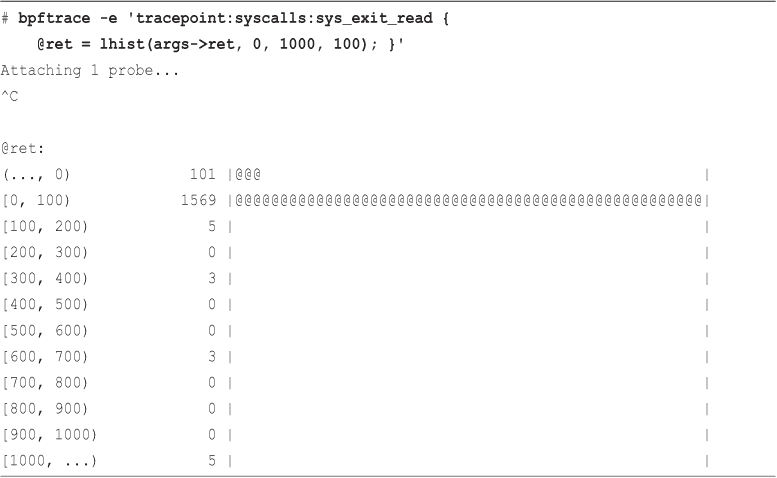 # bpftrace -e 'tracepoint:syscalls:sys_exit_read {
    @ret = lhist(args->ret, 0, 1000, 100); }'
Attaching 1 probe...
^C

@ret:
(..., 0)             101 |@@@                                                 |
[0, 100)            1569 |@@@@@@@@@@@@@@@@@@@@@@@@@@@@@@@@@@@@@@@@@@@@@@@@@@@@|
[100, 200)             5 |                                                    |
[200, 300)             0 |                                                    |
[300, 400)             3 |                                                    |
[400, 500)             0 |                                                    |
[500, 600)             0 |                                                    |
[600, 700)             3 |                                                    |
[700, 800)             0 |                                                    |
[800, 900)             0 |                                                    |
[900, 1000)            0 |                                                    |
[1000, ...)            5 |                                                    |